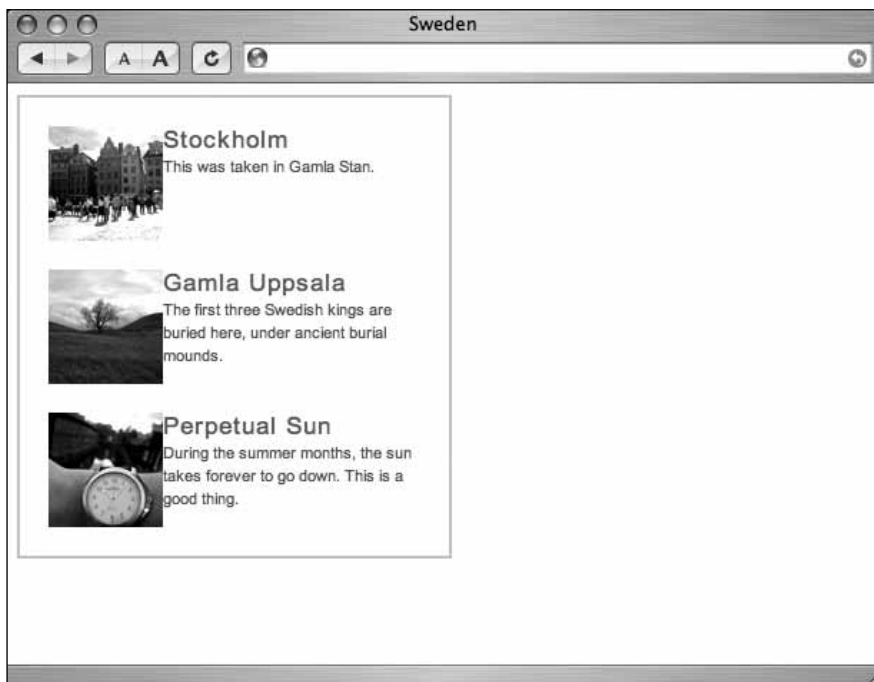 Sweden
A A
Stockholm
This was taken in Gamla Stan.
Gamla Uppsala
The first three Swedish kings are
buried here, under ancient burial
mounds.
Perpetual Sun
During the summer months, the sun
takes forever to go down. This is a
good thing.